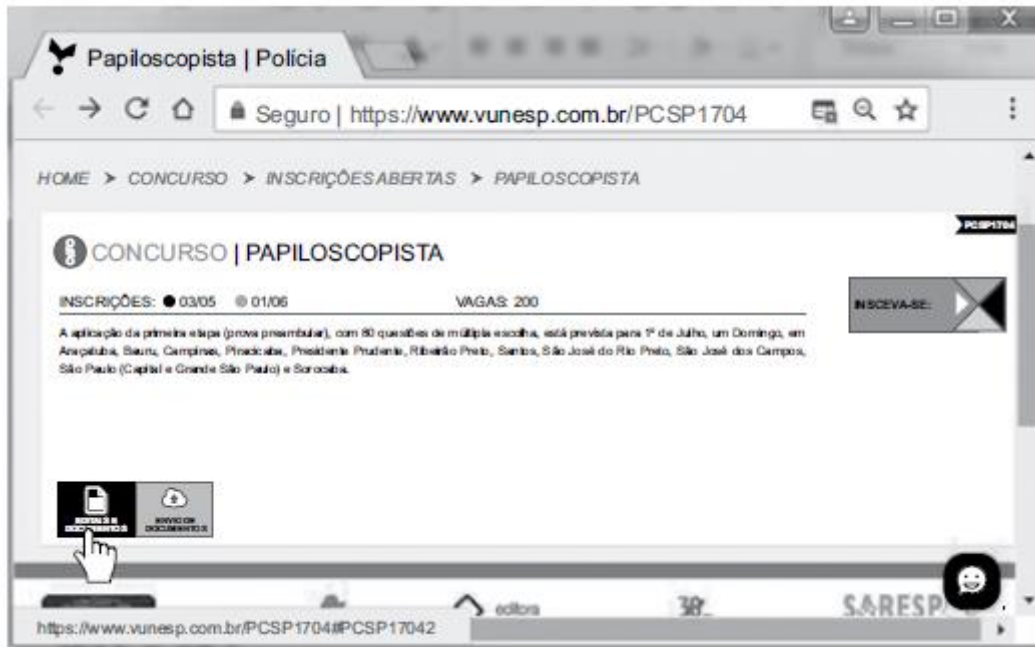 Papiloscopista | Polícia
Seguro | https://www.vunesp.com.br/PCSP1704
HOME > CONCURSO > INSCRIÇÕES ABERTAS > PAPILOSCOPISTA
PCSP1704
CONCURSO | PAPILOSCOPISTA
INSCRIÇÕES: 03/05 01/06 VAGAS: 200
INSCEVA-SE:
A aplicação da primeira etapa (prova preambular), com 80 questões de múltipla escolha, está prevista para 1º de Julho, um Domingo, em
Araçatuba, Bauru, Campinas, Piracicaba, Presidente Prudente, Ribeirão Preto, Santos, São José do Rio Preto, São José dos Campos,
São Paulo (Capital e Grande São Paulo) e Sorocaba.
DOCUMENTOS
ENVIO DE
DOCUMENTOS
editora
SARESP
https://www.vunesp.com.br/PCSP1704#PCSP17042